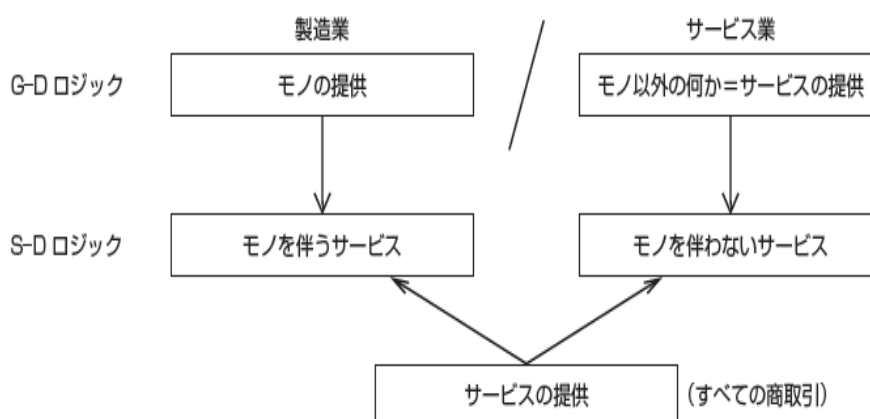 製造業 サービス業
G-D ロジック モノの提供 モノ以外の何か=サービスの提供
S-D ロジック モノを伴うサービス モノを伴わないサービス
サービスの提供 (すべての商取引)